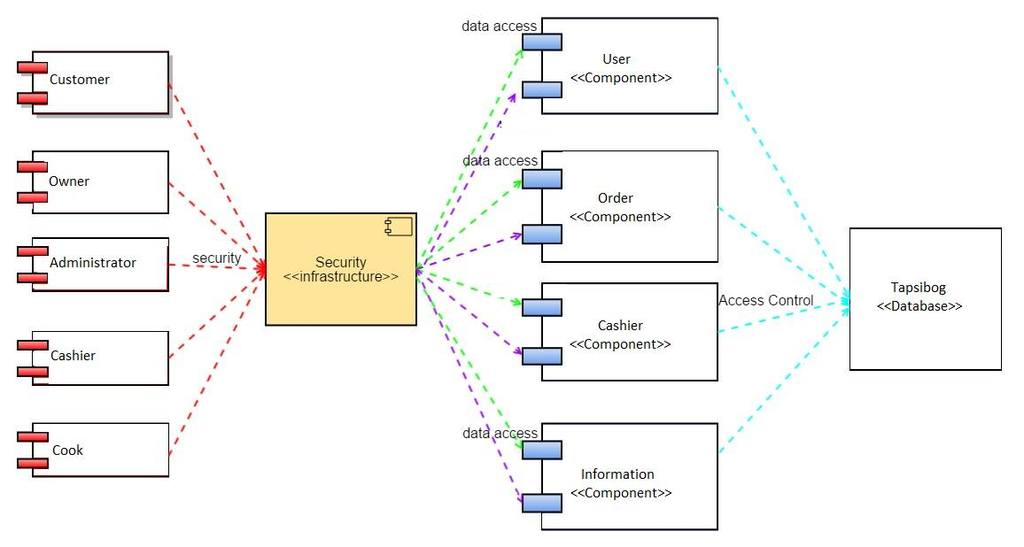 Customer
Owner
Administrator
Cashier
Cook
security
Security
<<infrastructure>>
data access
User
<<Component>>
data access
Order
<<Component>>
Cashier
<<Component>>
data access
Information
<<Component>>
Access Control
Tapsibog
<<Database>>